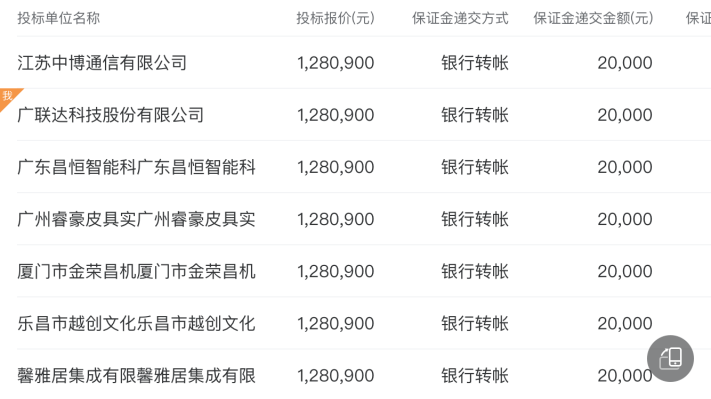 投标单位名称 投标报价(元) 保证金递交方式 保证金递交金额(元) 保证
江苏中博通信有限公司 1,280,900 银行转帐 20,000
我
广联达科技股份有限公司 1,280,900 银行转帐 20,000
广东昌恒智能科广东昌恒智能科 1,280,900 银行转帐 20,000
广州睿豪皮具实广州睿豪皮具实 1,280,900 银行转帐 20,000
厦门市金荣昌机厦门市金荣昌机 1,280,900 银行转帐 20,000
乐昌市越创文化乐昌市越创文化 1,280,900 银行转帐 20,000
馨雅居集成有限馨雅居集成有限 1,280,900 银行转帐 20,000